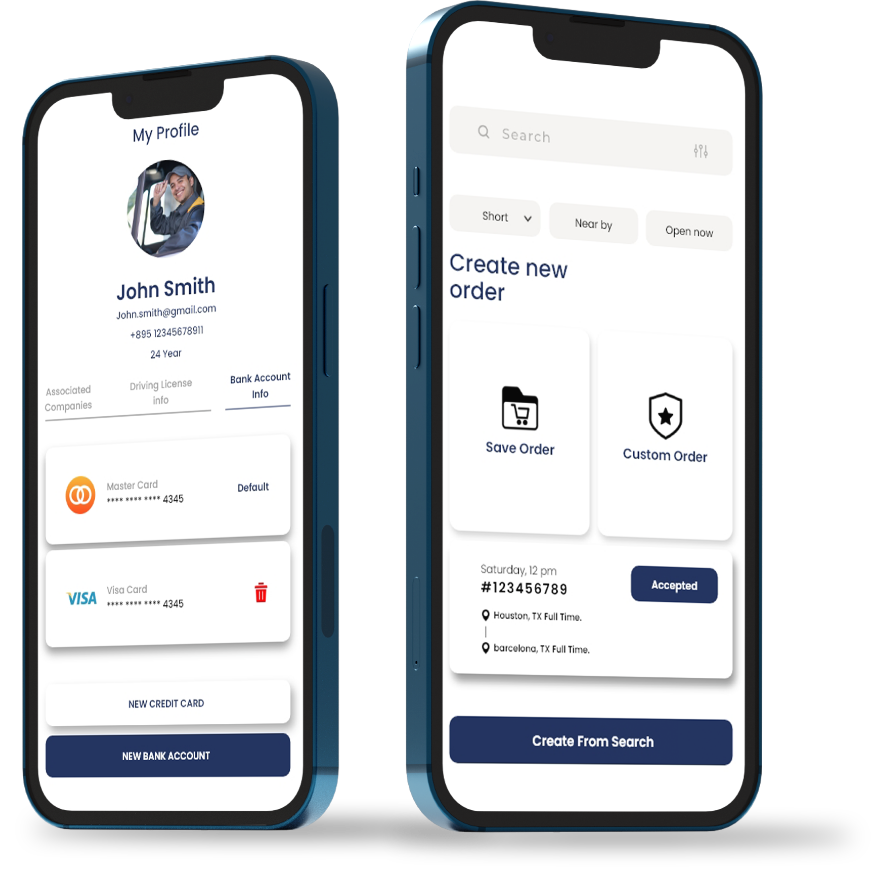 My Profile
John Smith
John.smith@gmail.com
+895 12345678911
24 Year
Associated
Companies
Driving License
info
Bank Account
Info
Master Card
**** **** **** 4345
Default
VISA
Visa Card
**** **** **** 4345
NEW CREDIT CARD
NEW BANK ACCOUNT
Search
Short
Near by
Open now
Create new
order
Save Order
Custom Order
Saturday, 12 pm
#123456789
Accepted
Houston, TX Full Time.
barcelona, TX Full Time.
Create From Search